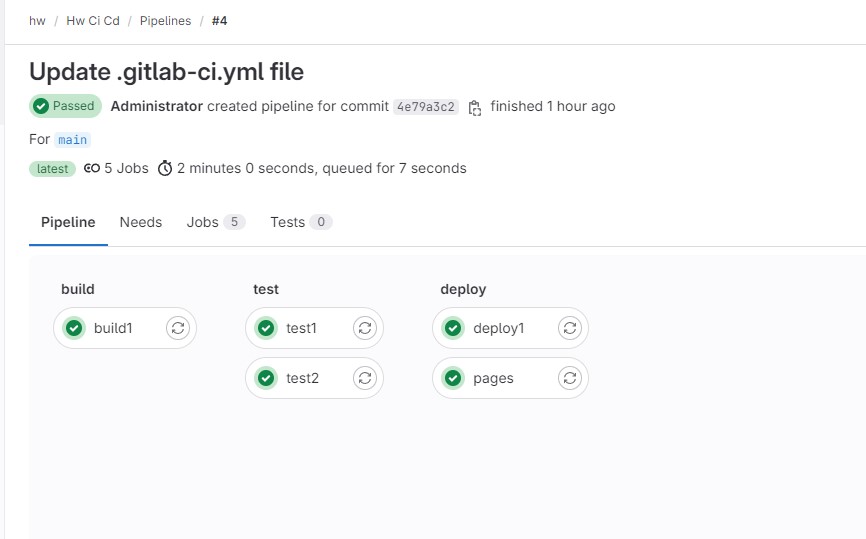 hw / Hw Ci Cd / Pipelines / #4
Update .gitlab-ci.yml file
Passed Administrator created pipeline for commit 4e79a3c2 finished 1 hour ago
For main
latest 5 Jobs 2 minutes 0 seconds, queued for 7 seconds
Pipeline Needs Jobs 5 Tests 0
build test deploy
build1 test1 deploy1
test2 pages